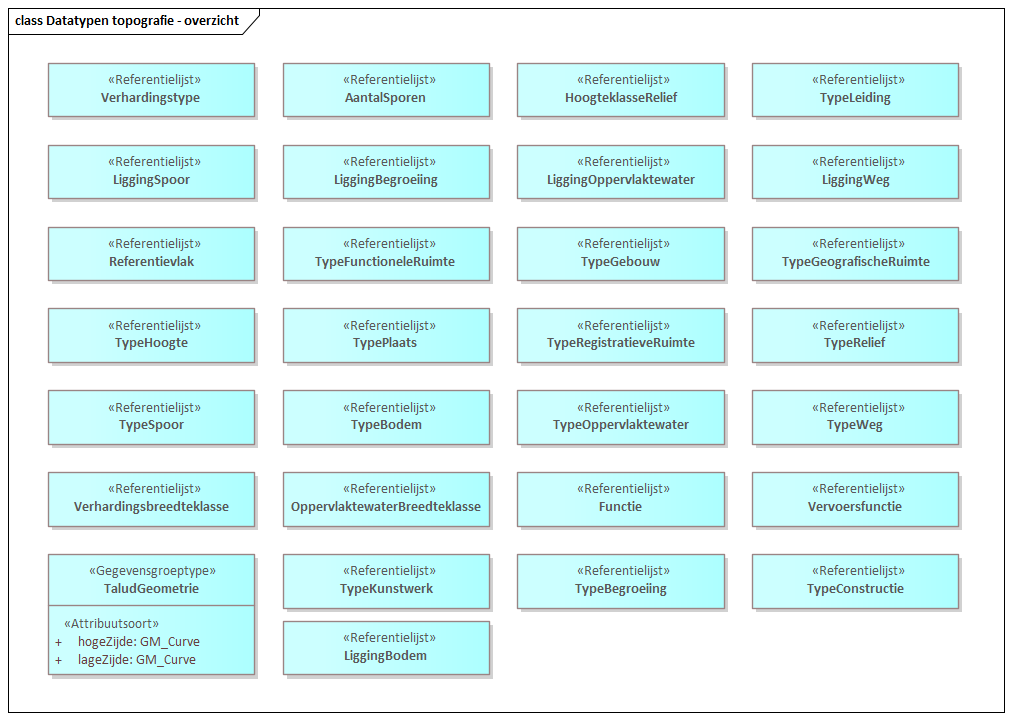 class Datatypen topografie - overzicht
«Referentielijst»
Verhardingstype
«Referentielijst»
AantalSporen
«Referentielijst»
HoogteklasseRelief
«Referentielijst»
TypeLeiding
«Referentielijst»
LiggingSpoor
«Referentielijst»
LiggingBegroeiing
«Referentielijst»
LiggingOppervlaktewater
«Referentielijst»
LiggingWeg
«Referentielijst»
Referentievlak
«Referentielijst»
TypeFunctioneleRuimte
«Referentielijst»
TypeGebouw
«Referentielijst»
TypeGeografischeRuimte
«Referentielijst»
TypeHoogte
«Referentielijst»
TypePlaats
«Referentielijst»
TypeRegistratieveRuimte
«Referentielijst»
TypeRelief
«Referentielijst»
TypeSpoor
«Referentielijst»
TypeBodem
«Referentielijst»
TypeOppervlaktewater
«Referentielijst»
TypeWeg
«Referentielijst»
Verhardingsbreedteklasse
«Referentielijst»
OppervlaktewaterBreedteklasse
«Referentielijst»
Functie
«Referentielijst»
Vervoersfunctie
«Gegevensgroeptype»
TaludGeometrie
«Attribuutsoort»
+ hogeZijde: GM_Curve
+ lageZijde: GM_Curve
«Referentielijst»
TypeKunstwerk
«Referentielijst»
TypeBegroeiing
«Referentielijst»
TypeConstructie
«Referentielijst»
LiggingBodem